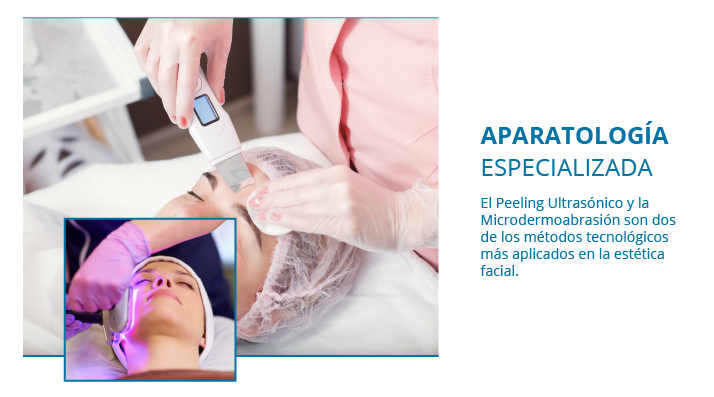 APARATOLOGÍA
ESPECIALIZADA
El Peeling Ultrasónico y la
Microdermoabrasión son dos
de los métodos tecnológicos
más aplicados en la estética
facial.